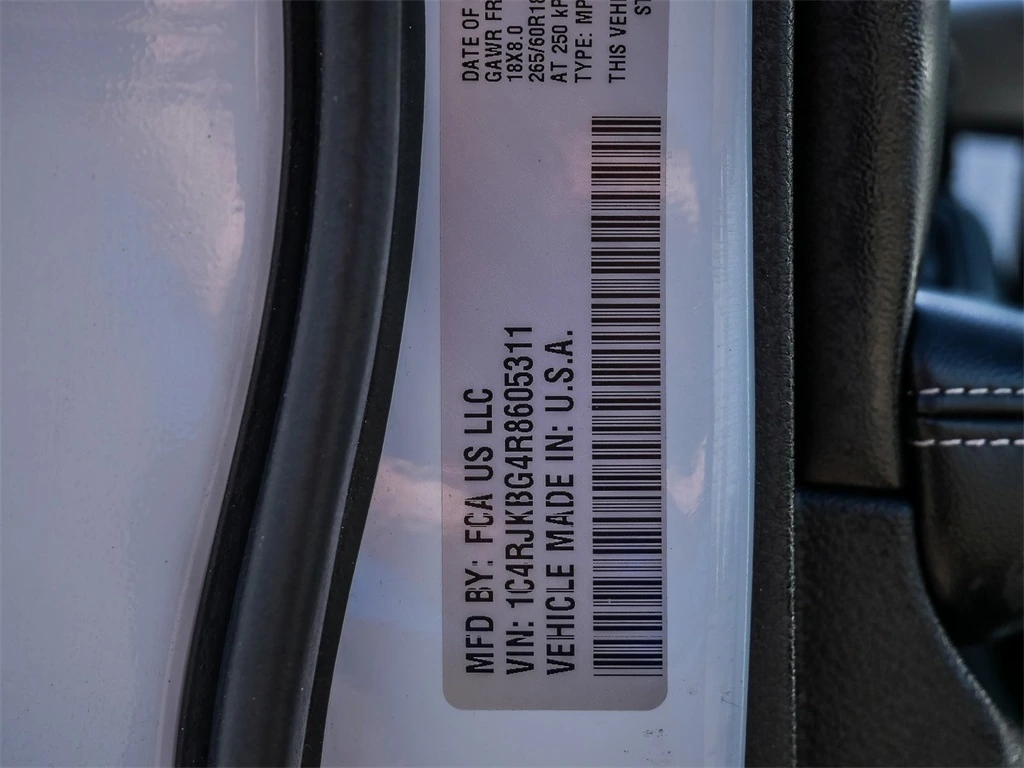 MFD BY: FCA US LLC
VIN: 1C4RJKBG4R8605311
VEHICLE MADE IN: U.S.A.
DATE OF
GAWR FR
18X8.0
265/60R18
AT 250 kP
TYPE: MP
THIS VEHI
ST